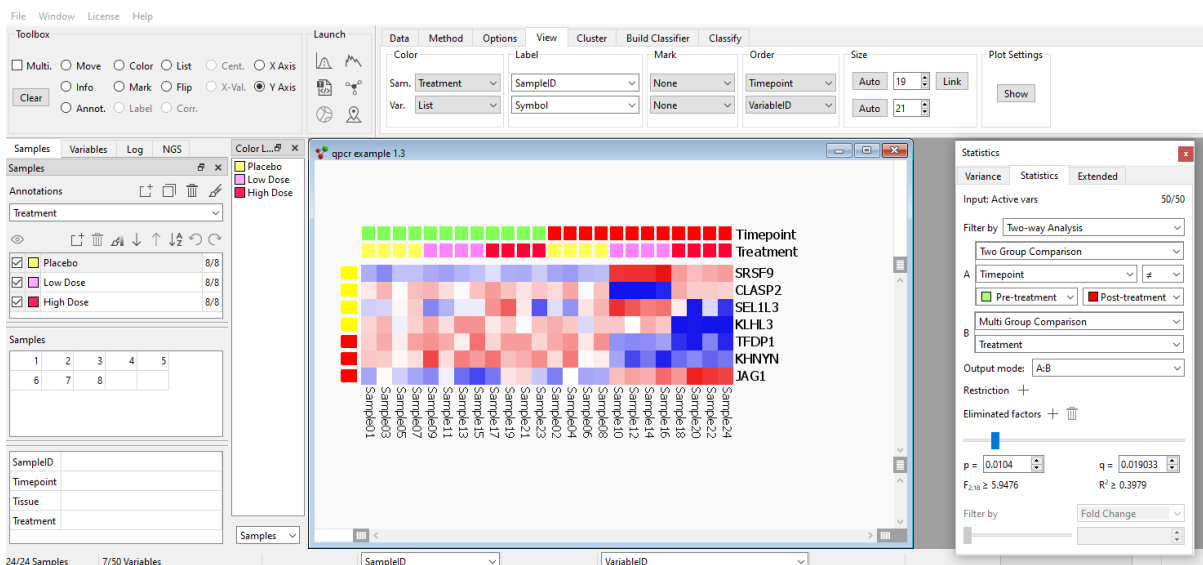 File Window License Help
Toolbox
Multi. Move Color List Cent. X Axis
Info Mark Flip X-Val. Y Axis
Clear
Annot. Label Corr.
Launch
Data Method Options View Cluster Build Classifier Classify
Color Label Mark Order Size Plot Settings
Sam. Treatment SampleID None Timepoint Auto 19 Link
Show
Var. List Symbol None VariableID Auto 21
Samples Variables Log NGS
Samples
Annotations
Treatment
Placebo 8/8
Low Dose 8/8
High Dose 8/8
Samples
1 2 3 4 5
6 7 8
SampleID
Timepoint
Tissue
Treatment
Color L...
Placebo
Low Dose
High Dose
Samples
qpcr example 1.3
Timepoint
Treatment
SRSF9
CLASP2
SEL1L3
KLHL3
TFDP1
KHNYN
JAG1
Sample01
Sample03
Sample05
Sample07
Sample09
Sample11
Sample13
Sample15
Sample17
Sample19
Sample21
Sample23
Sample02
Sample04
Sample06
Sample08
Sample10
Sample12
Sample14
Sample16
Sample18
Sample20
Sample22
Sample24
Statistics
Variance Statistics Extended
Input: Active vars 50/50
Filter by Two-way Analysis
Two Group Comparison
A Timepoint ≠
Pre-treatment Post-treatment
Multi Group Comparison
B
Treatment
Output mode: A:B
Restriction +
Eliminated factors +
p = 0.0104 q = 0.019033
F2,18 ≥ 5.9476 R² ≥ 0.3979
Filter by Fold Change
24/24 Samples 7/50 Variables SampleID VariableID